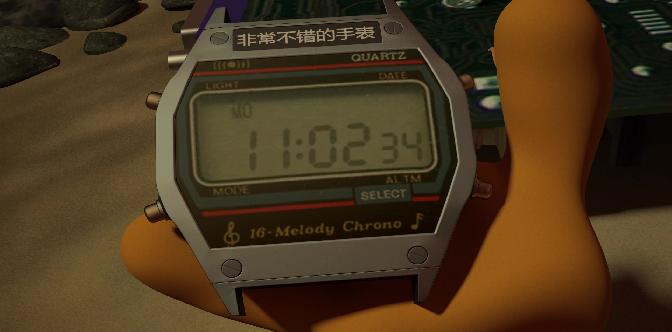 非常不错的手表
QUARTZ
LIGHT
DATE
MO
11:02 34
MODE
AL TM
SELECT
16-Melody Chrono